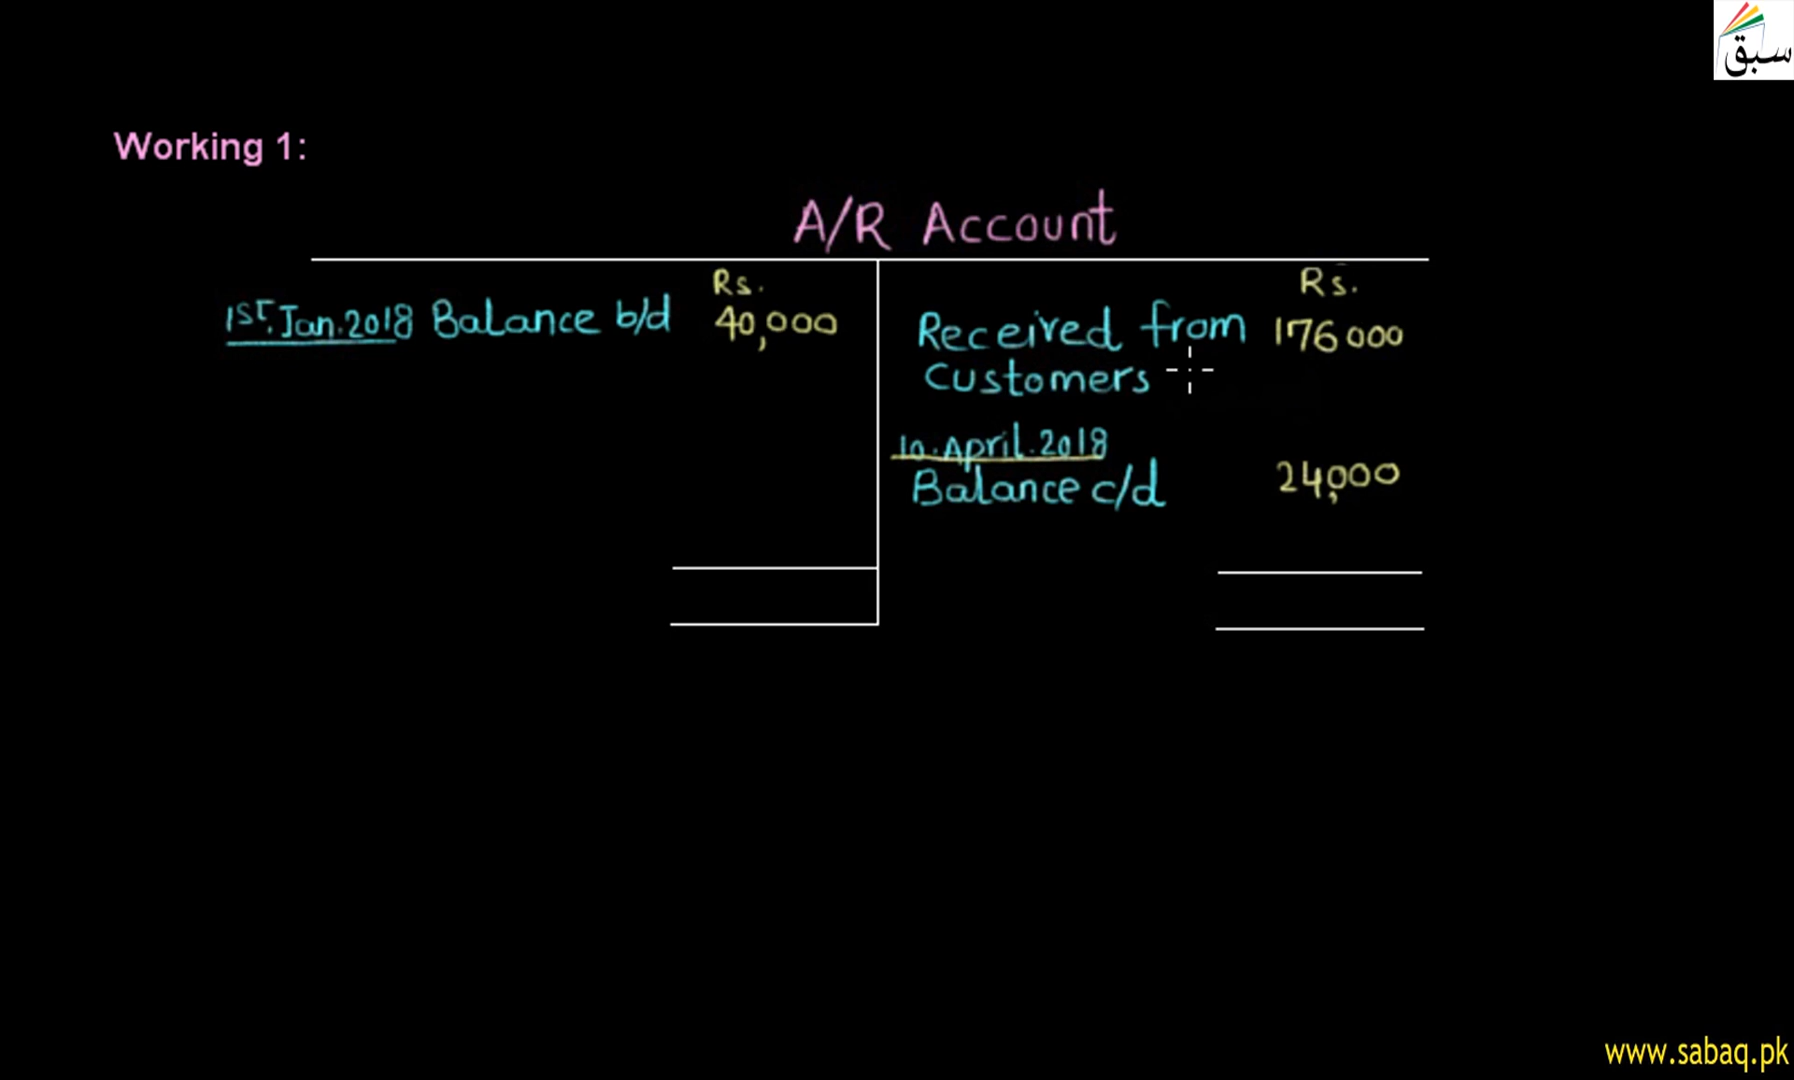 سبق
Working 1:
A/R Account
Rs. Rs.
1ST. Jan. 2018 Balance b/d 40,000 Received from 176000
Customers
10. April. 2018
Balance c/d 24,000
www.sabaq.pk